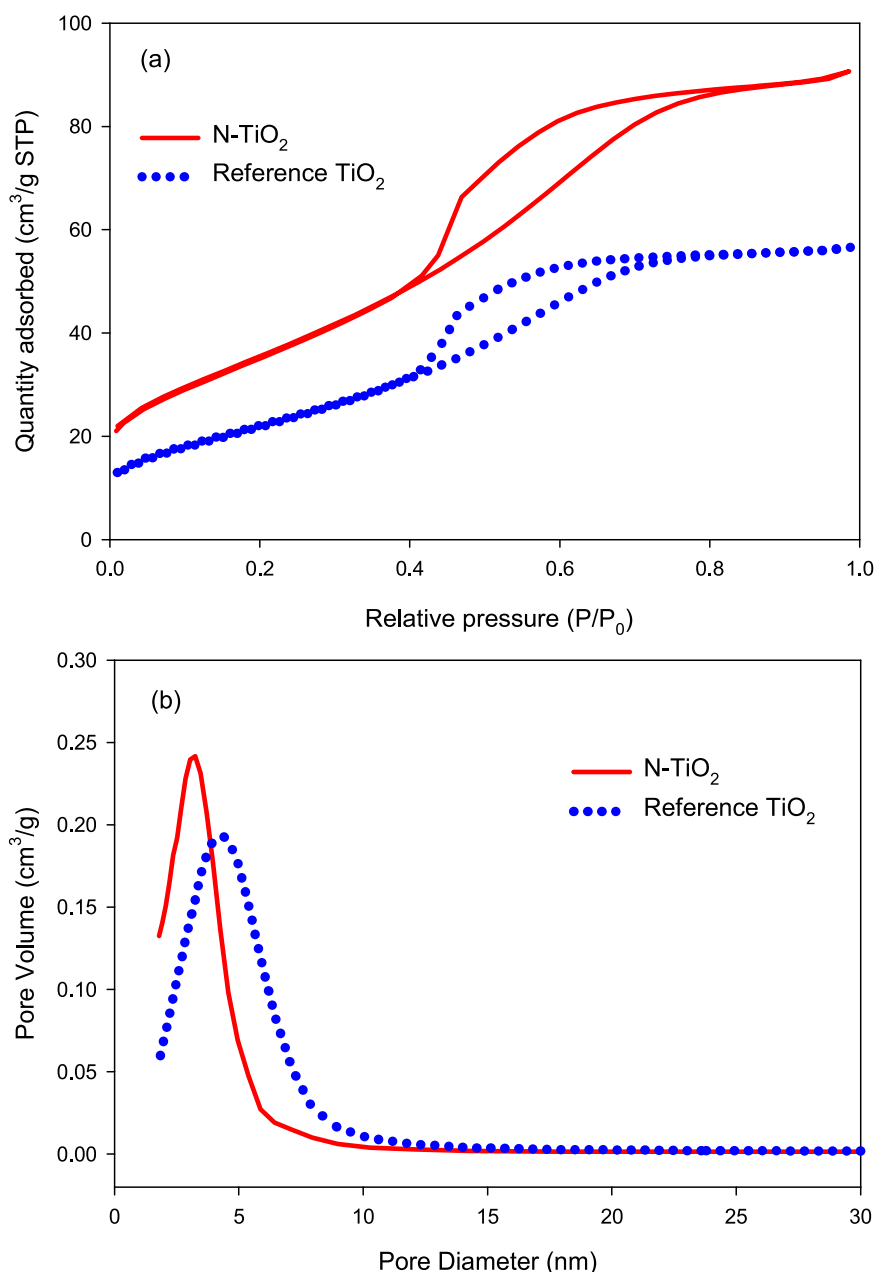 (a)
N-TiO₂
Reference TiO₂
Quantity adsorbed (cm³/g STP)
100
80
60
40
20
0
0.0 0.2 0.4 0.6 0.8 1.0
Relative pressure (P/P₀)
(b)
N-TiO₂
Reference TiO₂
Pore Volume (cm³/g)
0.30
0.25
0.20
0.15
0.10
0.05
0.00
0 5 10 15 20 25 30
Pore Diameter (nm)